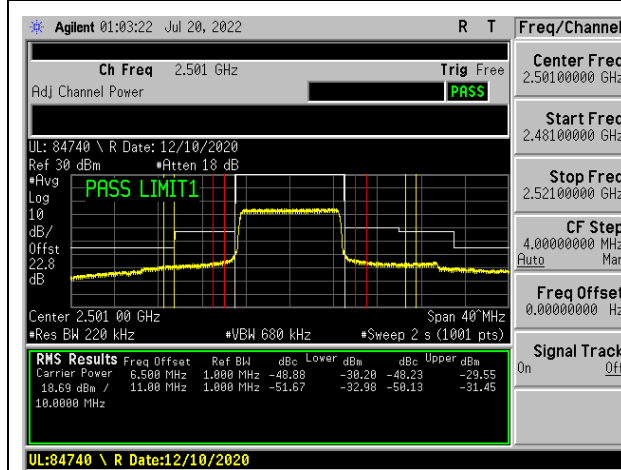 Agilent 01:03:22 Jul 20, 2022 R T
Ch Freq 2.501 GHz Trig Free
Adj Channel Power PASS
UL: 84740 \ R Date: 12/10/2020
Ref 30 dBm #Atten 18 dB
#Avg
Log
10
dB/
Offst
22.8
dB
PASS LIMIT1
Center 2.501 00 GHz Span 40 MHz
#Res BW 220 kHz #VBW 680 kHz #Sweep 2 s (1001 pts)
RMS Results Freq Offset Ref BW dBc Lower dBm dBc Upper dBm
Carrier Power 6.500 MHz 1.000 MHz -48.88 -30.20 -48.23 -29.55
18.69 dBm / 11.00 MHz 1.000 MHz -51.67 -32.98 -50.13 -31.45
10.0000 MHz
UL:84740 \ R Date:12/10/2020
Freq/Channel
Center Freq
2.50100000 GHz
Start Freq
2.48100000 GHz
Stop Freq
2.52100000 GHz
CF Step
4.00000000 MHz
Auto Man
Freq Offset
0.00000000 Hz
Signal Track
On Off